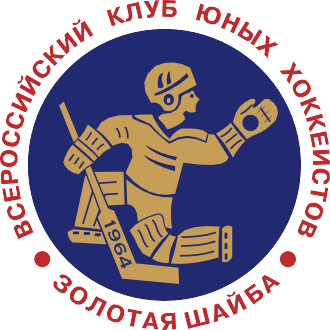 ВСЕРОССИЙСКИЙ КЛУБ ЮНЫХ ХОККЕИСТОВ
ЗОЛОТАЯ ШАЙБА
1964